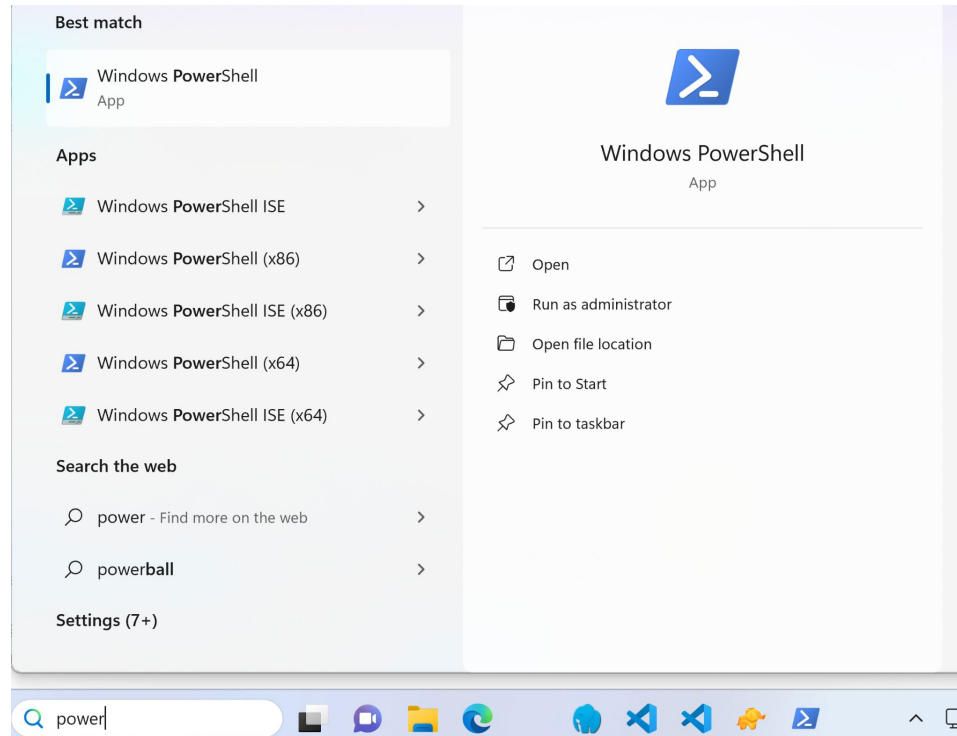 Best match
Windows PowerShell
App
Apps
Windows PowerShell ISE
Windows PowerShell (x86)
Windows PowerShell ISE (x86)
Windows PowerShell (x64)
Windows PowerShell ISE (x64)
Search the web
power - Find more on the web
powerball
Settings (7+)
Windows PowerShell
App
Open
Run as administrator
Open file location
Pin to Start
Pin to taskbar
power